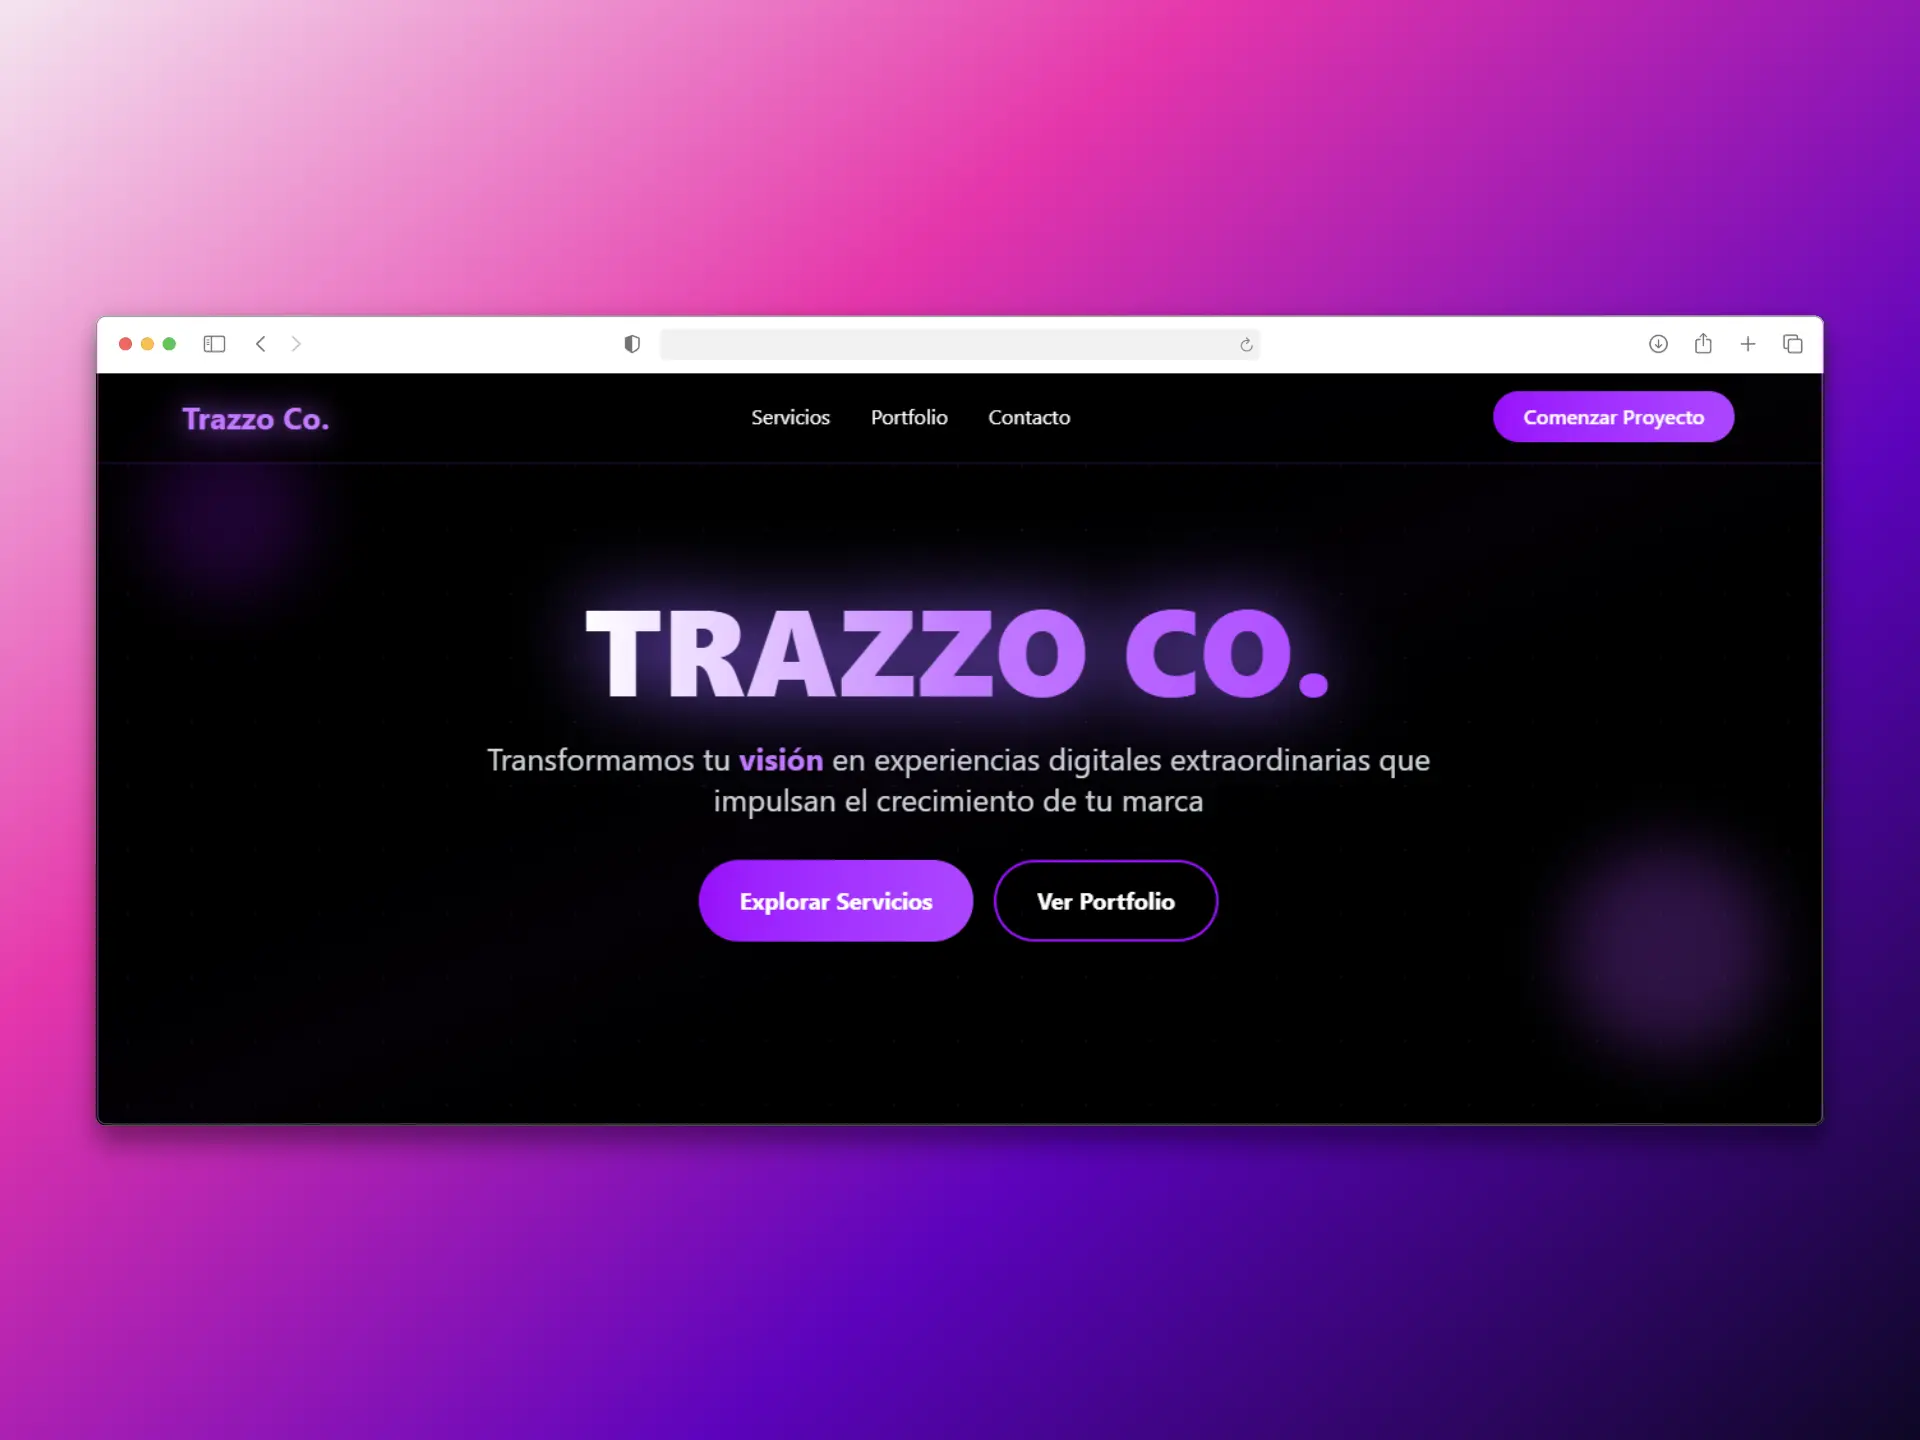 Trazzo Co.
Servicios
Portfolio
Contacto
Comenzar Proyecto
TRAZZO CO.
Transformamos tu visión en experiencias digitales extraordinarias que
impulsan el crecimiento de tu marca
Explorar Servicios
Ver Portfolio